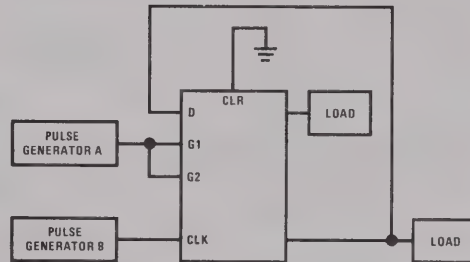 CLR
D
LOAD
PULSE
GENERATOR A
G1
G2
PULSE
GENERATOR B
CLK
LOAD